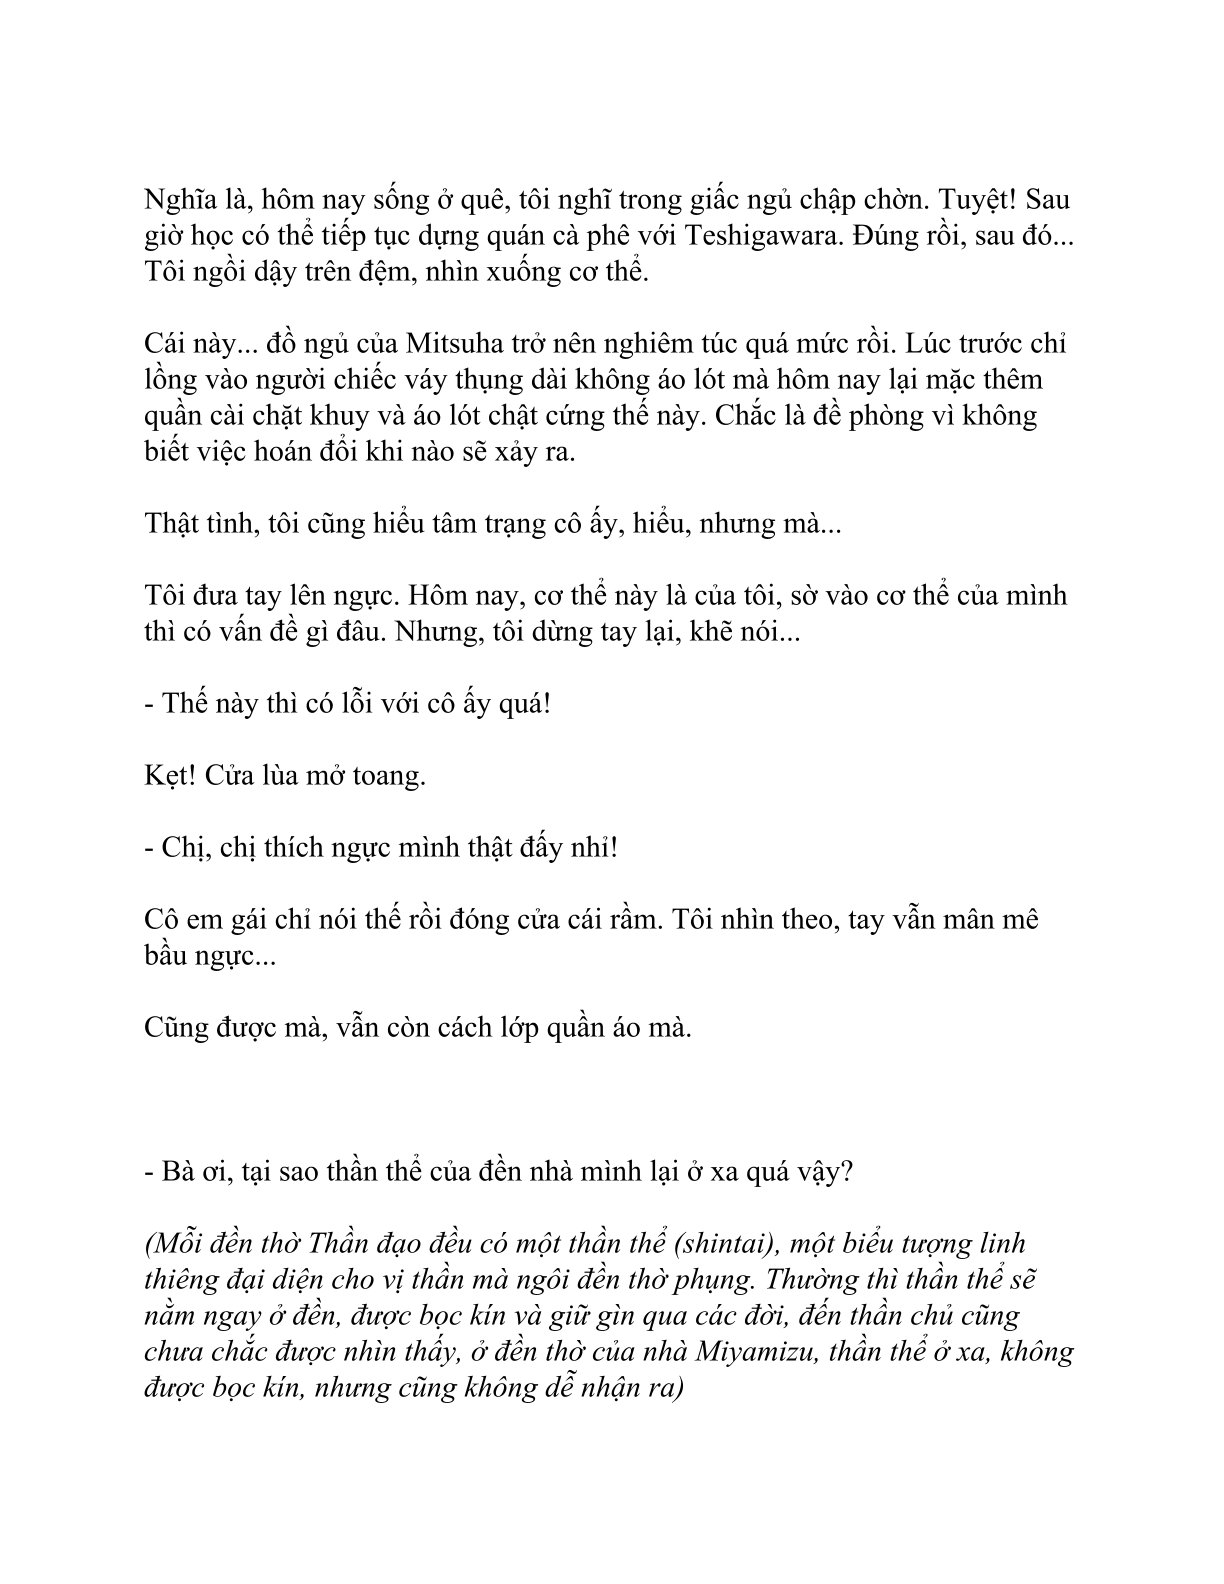 Nghĩa là, hôm nay sống ở quê, tôi nghĩ trong giấc ngủ chập chờn. Tuyệt! Sau
giờ học có thể tiếp tục dựng quán cà phê với Teshigawara. Đúng rồi, sau đó...
Tôi ngồi dậy trên đệm, nhìn xuống cơ thể.
Cái này... đồ ngủ của Mitsuha trở nên nghiêm túc quá mức rồi. Lúc trước chỉ
lồng vào người chiếc váy thụng dài không áo lót mà hôm nay lại mặc thêm
quần cài chặt khuy và áo lót chật cứng thế này. Chắc là đề phòng vì không
biết việc hoán đổi khi nào sẽ xảy ra.
Thật tình, tôi cũng hiểu tâm trạng cô ấy, hiểu, nhưng mà...
Tôi đưa tay lên ngực. Hôm nay, cơ thể này là của tôi, sờ vào cơ thể của mình
thì có vấn đề gì đâu. Nhưng, tôi dừng tay lại, khẽ nói...
- Thế này thì có lỗi với cô ấy quá!
Kẹt! Cửa lùa mở toang.
- Chị, chị thích ngực mình thật đấy nhỉ!
Cô em gái chỉ nói thế rồi đóng cửa cái rầm. Tôi nhìn theo, tay vẫn mân mê
bầu ngực...
Cũng được mà, vẫn còn cách lớp quần áo mà.
- Bà ơi, tại sao thần thể của đền nhà mình lại ở xa quá vậy?
(Mỗi đền thờ Thần đạo đều có một thần thể (shintai), một biểu tượng linh
thiêng đại diện cho vị thần mà ngôi đền thờ phụng. Thường thì thần thể sẽ
nằm ngay ở đền, được bọc kín và giữ gìn qua các đời, đến thần chủ cũng
chưa chắc được nhìn thấy, ở đền thờ của nhà Miyamizu, thần thể ở xa, không
được bọc kín, nhưng cũng không dễ nhận ra)